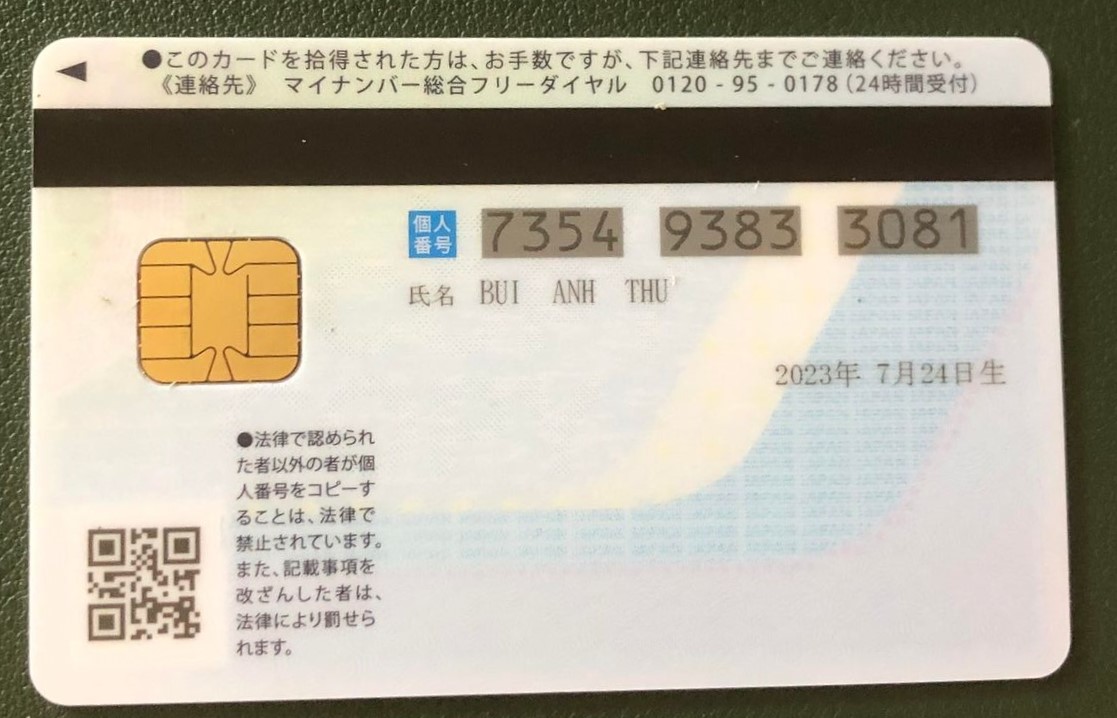 ●このカードを拾得された方は、お手数ですが、下記連絡先までご連絡ください。
《連絡先》 マイナンバー総合フリーダイヤル 0120 - 95 - 0178 (24時間受付)
個人番号 7354 9383 3081
氏名 BUI ANH THU
2023年 7月24日生
●法律で認められ
た者以外の者が個
人番号をコピーす
ることは、法律で
禁止されています。
また、記載事項を
改ざんした者は、
法律により罰せら
れます。